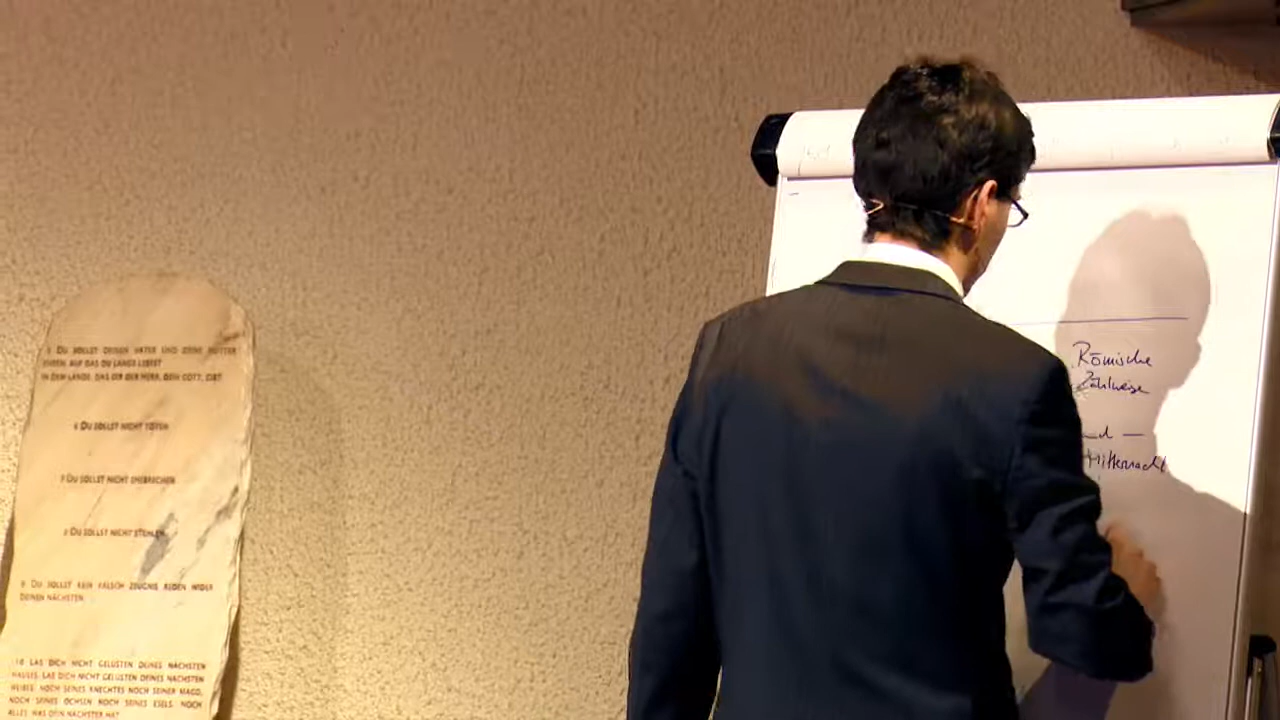 5 DU SOLLST DEINEN VATER UND DEINE MUTTER
EHREN, AUF DAS DU LANGE LEBEST
IN DEM LANDE, DAS DIR DER HERR, DEIN GOTT, GIBT
6 DU SOLLST NICHT TÖTEN
7 DU SOLLST NICHT EHEBRECHEN
8 DU SOLLST NICHT STEHLEN
9 DU SOLLST KEIN FALSCH ZEUGNIS REDEN WIDER
DEINEN NÄCHSTEN
10 LAS DICH NICHT GELÜSTEN DEINES NÄCHSTEN
HAUSES. LAS DICH NICHT GELÜSTEN DEINES NÄCHSTEN
WEIBES, NOCH SEINES KNECHTES NOCH SEINER MAGD,
NOCH SEINES OCHSEN NOCH SEINES ESELS, NOCH
ALLES, WAS DEIN NÄCHSTER HAT
Römische
Zählweise
Mitternacht